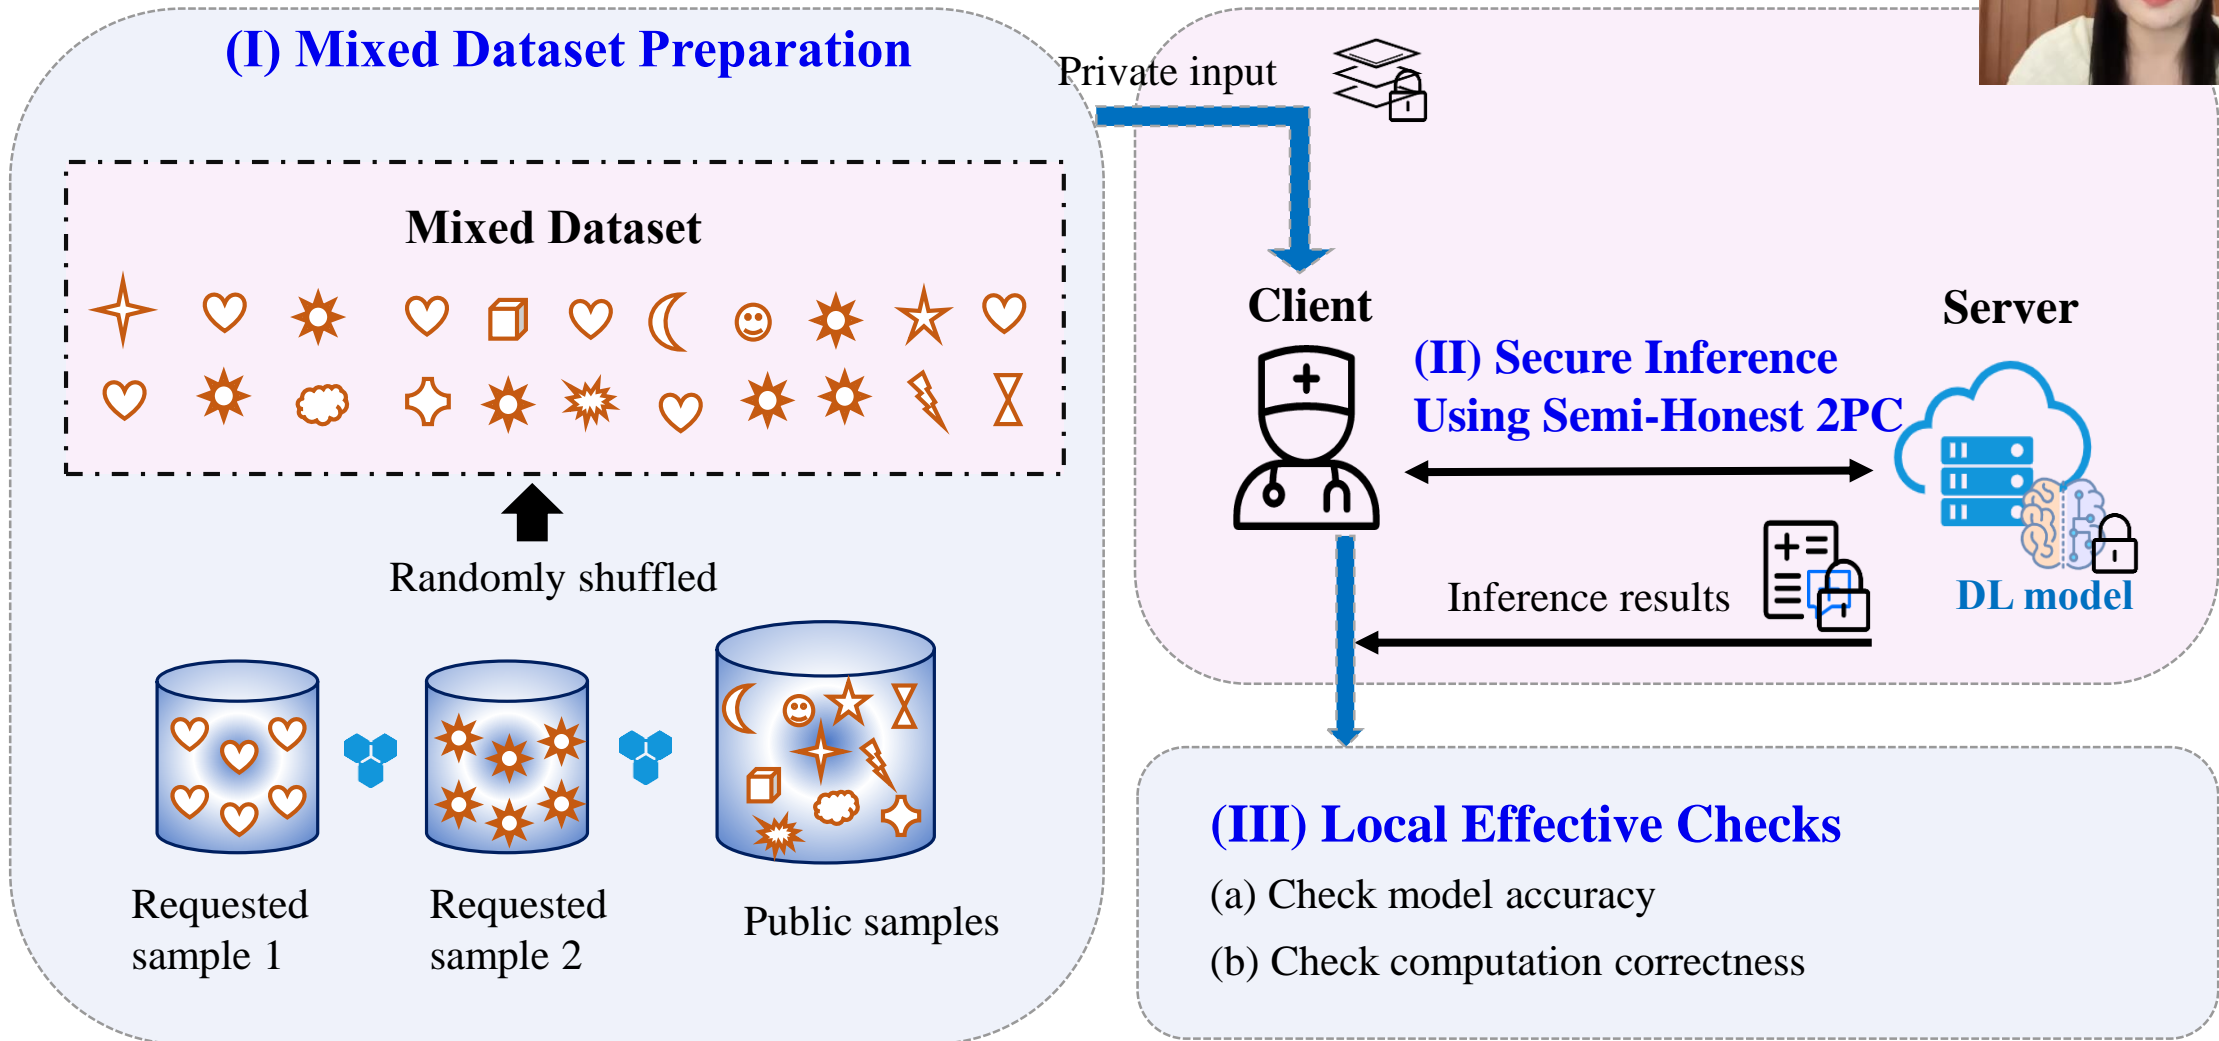 (I) Mixed Dataset Preparation
Mixed Dataset
Randomly shuffled
Requested
sample 1
Requested
sample 2
Public samples
Private input
Client
Server
(II) Secure Inference
Using Semi-Honest 2PC
Inference results
DL model
(III) Local Effective Checks
(a) Check model accuracy
(b) Check computation correctness